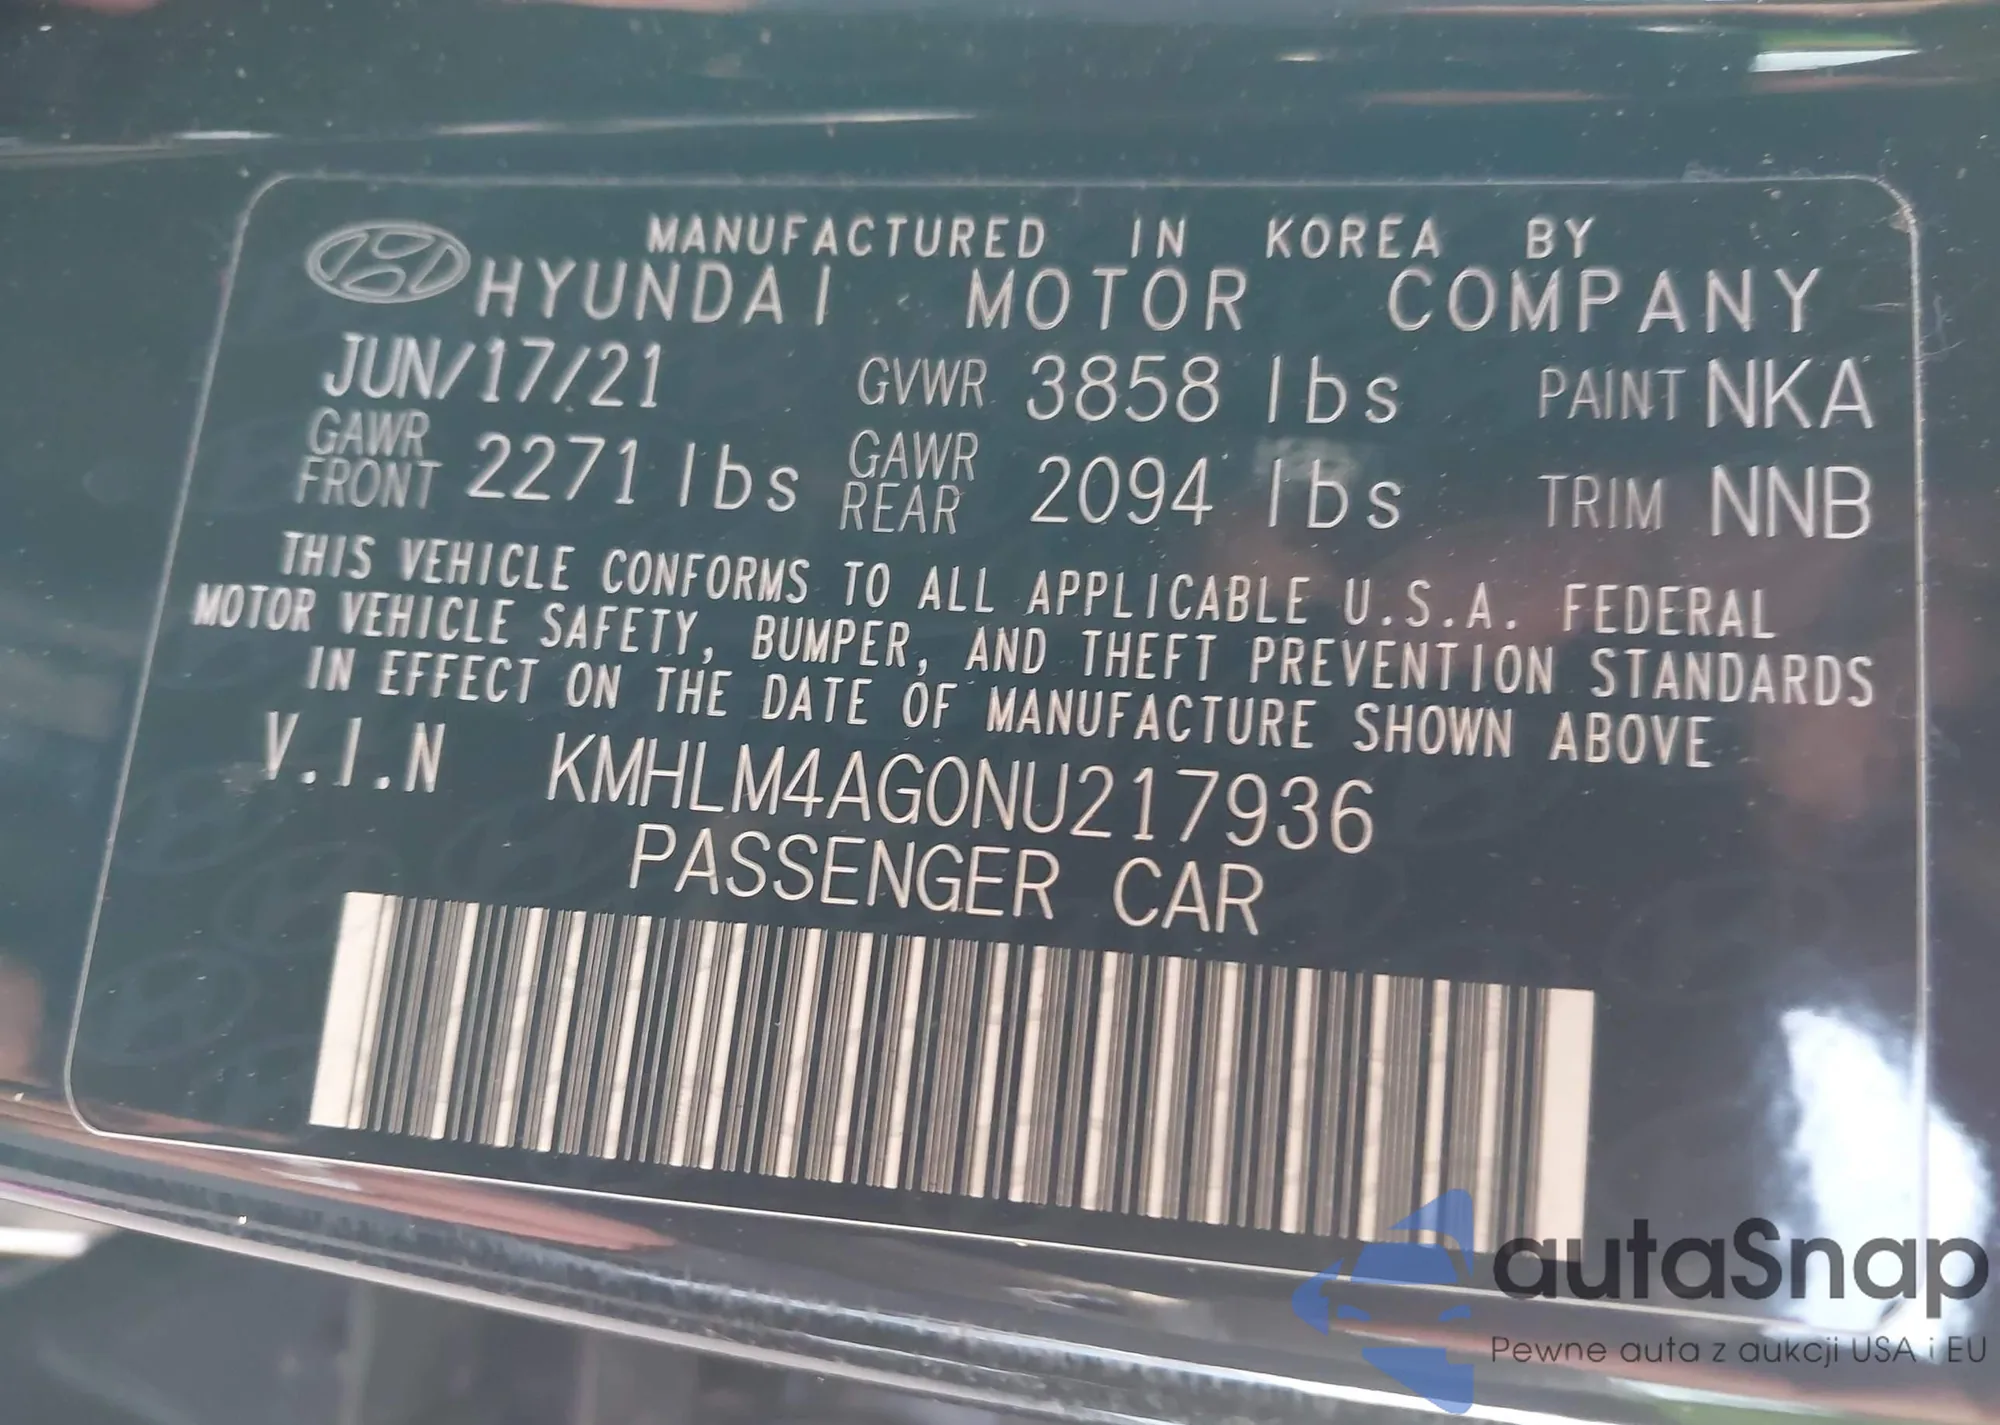 MANUFACTURED IN KOREA BY
HYUNDAI MOTOR COMPANY
JUN/17/21 GVWR 3858 lbs PAINT NKA
GAWR FRONT 2271 lbs GAWR REAR 2094 lbs TRIM NNB
THIS VEHICLE CONFORMS TO ALL APPLICABLE U.S.A. FEDERAL
MOTOR VEHICLE SAFETY, BUMPER, AND THEFT PREVENTION STANDARDS
IN EFFECT ON THE DATE OF MANUFACTURE SHOWN ABOVE
V.I.N KMHLM4AG0NU217936
PASSENGER CAR
autaSnap
Pewne auta z aukcji USA i EU